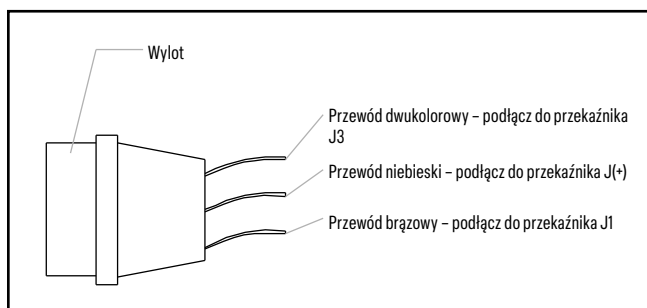 Wylot
Przewód dwukolorowy – podłącz do przekaźnika
J3
Przewód niebieski – podłącz do przekaźnika J(+)
Przewód brązowy – podłącz do przekaźnika J1